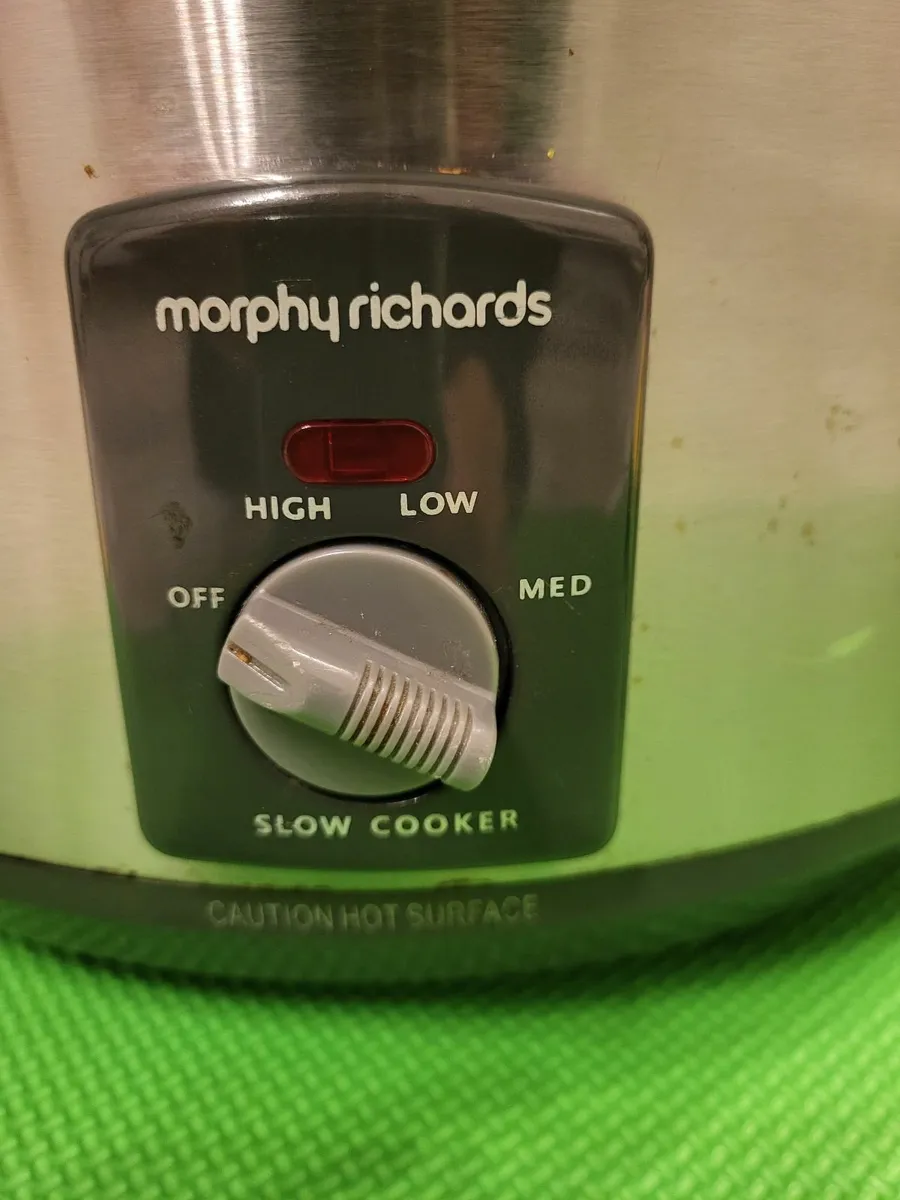 morphy richards
HIGH LOW
OFF MED
SLOW COOKER
CAUTION HOT SURFACE